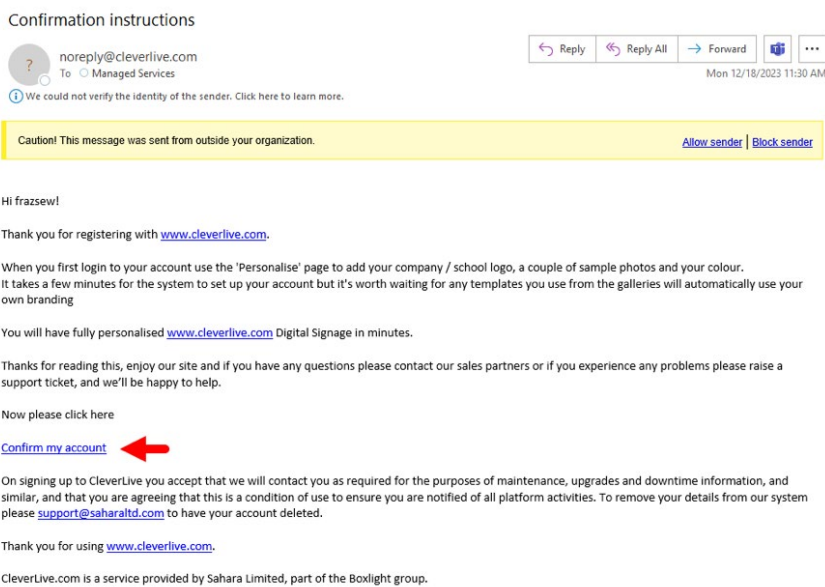 Confirmation instructions
Reply
Reply All
Forward
?
noreply@cleverlive.com
To Managed Services
Mon 12/18/2023 11:30 AM
We could not verify the identity of the sender. Click here to learn more.
Caution! This message was sent from outside your organization.
Allow sender | Block sender
Hi frazsew!
Thank you for registering with www.cleverlive.com.
When you first login to your account use the 'Personalise' page to add your company / school logo, a couple of sample photos and your colour.
It takes a few minutes for the system to set up your account but it's worth waiting for any templates you use from the galleries will automatically use your
own branding
You will have fully personalised www.cleverlive.com Digital Signage in minutes.
Thanks for reading this, enjoy our site and if you have any questions please contact our sales partners or if you experience any problems please raise a
support ticket, and we'll be happy to help.
Now please click here
Confirm my account
On signing up to CleverLive you accept that we will contact you as required for the purposes of maintenance, upgrades and downtime information, and
similar, and that you are agreeing that this is a condition of use to ensure you are notified of all platform activities. To remove your details from our system
please support@saharaltd.com to have your account deleted.
Thank you for using www.cleverlive.com.
CleverLive.com is a service provided by Sahara Limited, part of the Boxlight group.